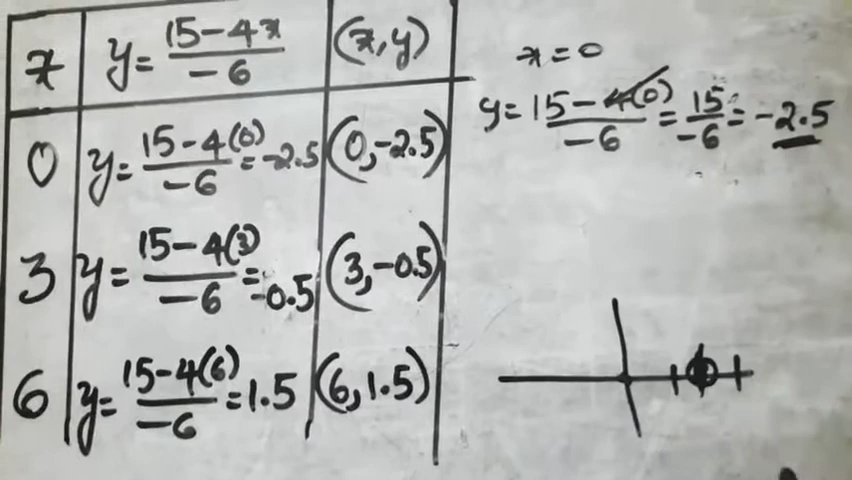 x | y = (15-4x)/-6 | (x,y)
0 | y = (15-4(0))/-6 = -2.5 | (0,-2.5)
3 | y = (15-4(3))/-6 = -0.5 | (3,-0.5)
6 | y = (15-4(6))/-6 = 1.5 | (6,1.5)
x = 0
y = (15-4(0))/-6 = 15/-6 = -2.5